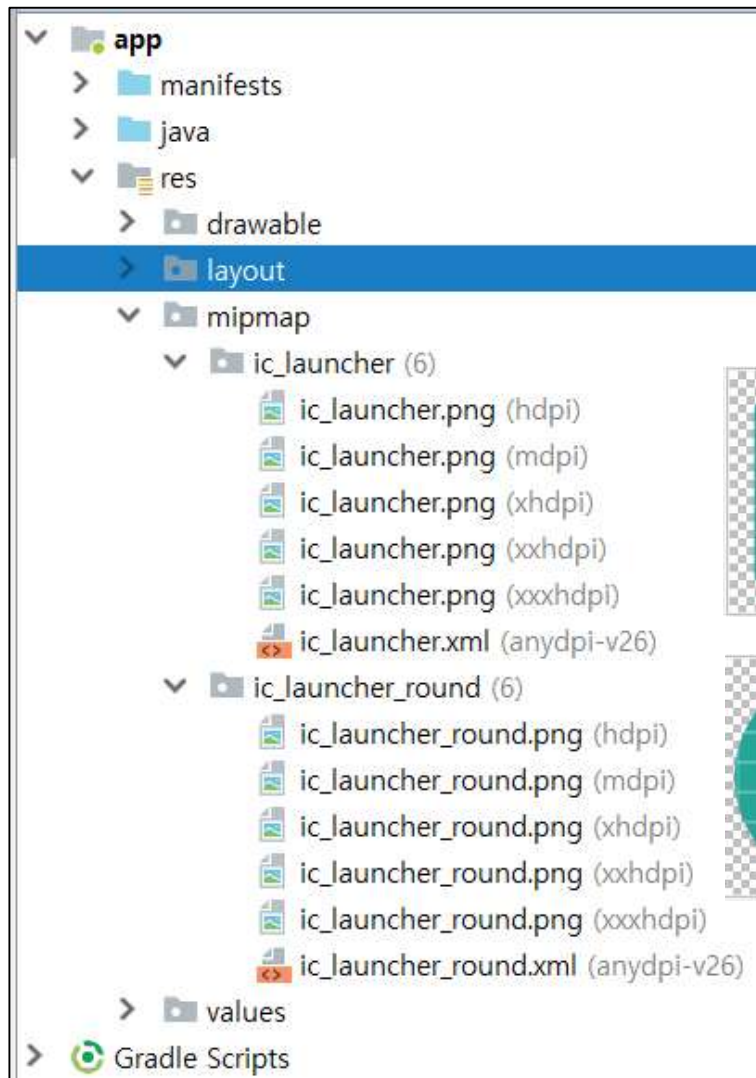 app
manifests
java
res
drawable
layout
mipmap
ic_launcher (6)
ic_launcher.png (hdpi)
ic_launcher.png (mdpi)
ic_launcher.png (xhdpi)
ic_launcher.png (xxhdpi)
ic_launcher.png (xxxhdpi)
ic_launcher.xml (anydpi-v26)
ic_launcher_round (6)
ic_launcher_round.png (hdpi)
ic_launcher_round.png (mdpi)
ic_launcher_round.png (xhdpi)
ic_launcher_round.png (xxhdpi)
ic_launcher_round.png (xxxhdpi)
ic_launcher_round.xml (anydpi-v26)
values
Gradle Scripts